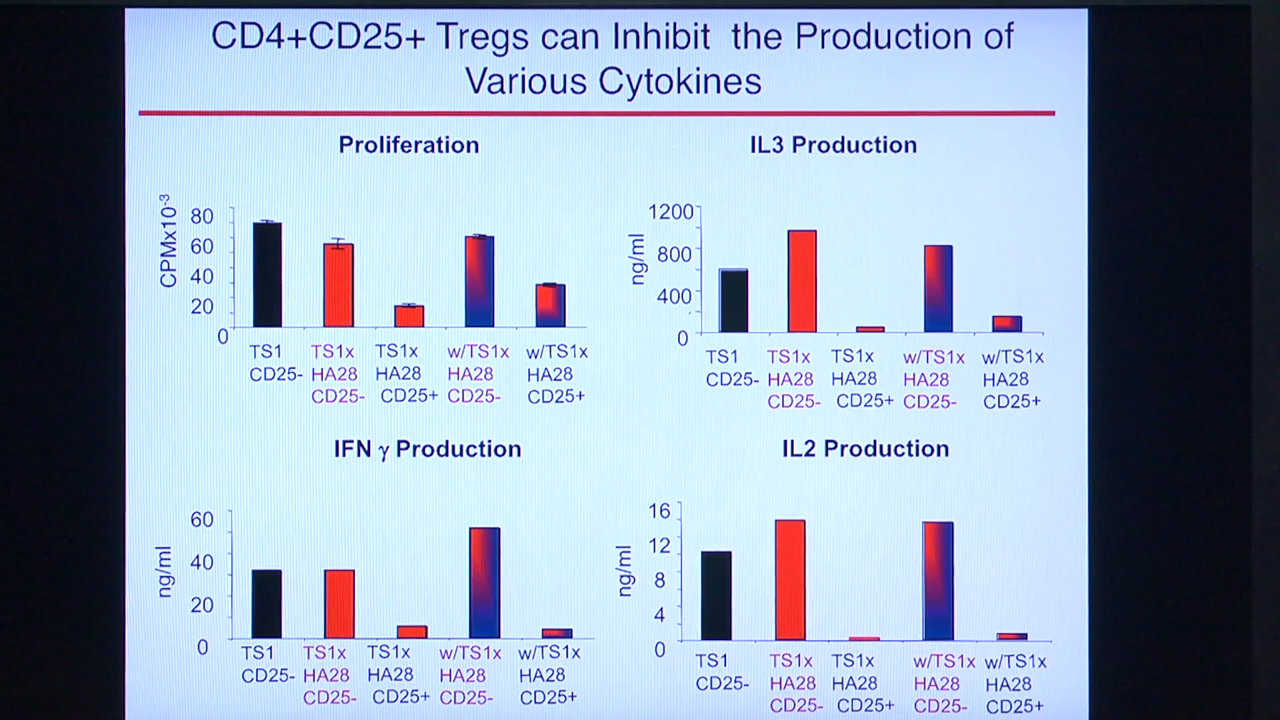 CD4+CD25+ Tregs can Inhibit the Production of
Various Cytokines
Proliferation
CPMx10-3
80
60
40
20
0
TS1
CD25-
TS1x
HA28
CD25-
TS1x
HA28
CD25+
w/TS1x
HA28
CD25-
w/TS1x
HA28
CD25+
IL3 Production
ng/ml
1200
800
400
0
TS1
CD25-
TS1x
HA28
CD25-
TS1x
HA28
CD25+
w/TS1x
HA28
CD25-
w/TS1x
HA28
CD25+
IFN γ Production
ng/ml
60
40
20
0
TS1
CD25-
TS1x
HA28
CD25-
TS1x
HA28
CD25+
w/TS1x
HA28
CD25-
w/TS1x
HA28
CD25+
IL2 Production
ng/ml
16
12
8
4
0
TS1
CD25-
TS1x
HA28
CD25-
TS1x
HA28
CD25+
w/TS1x
HA28
CD25-
w/TS1x
HA28
CD25+